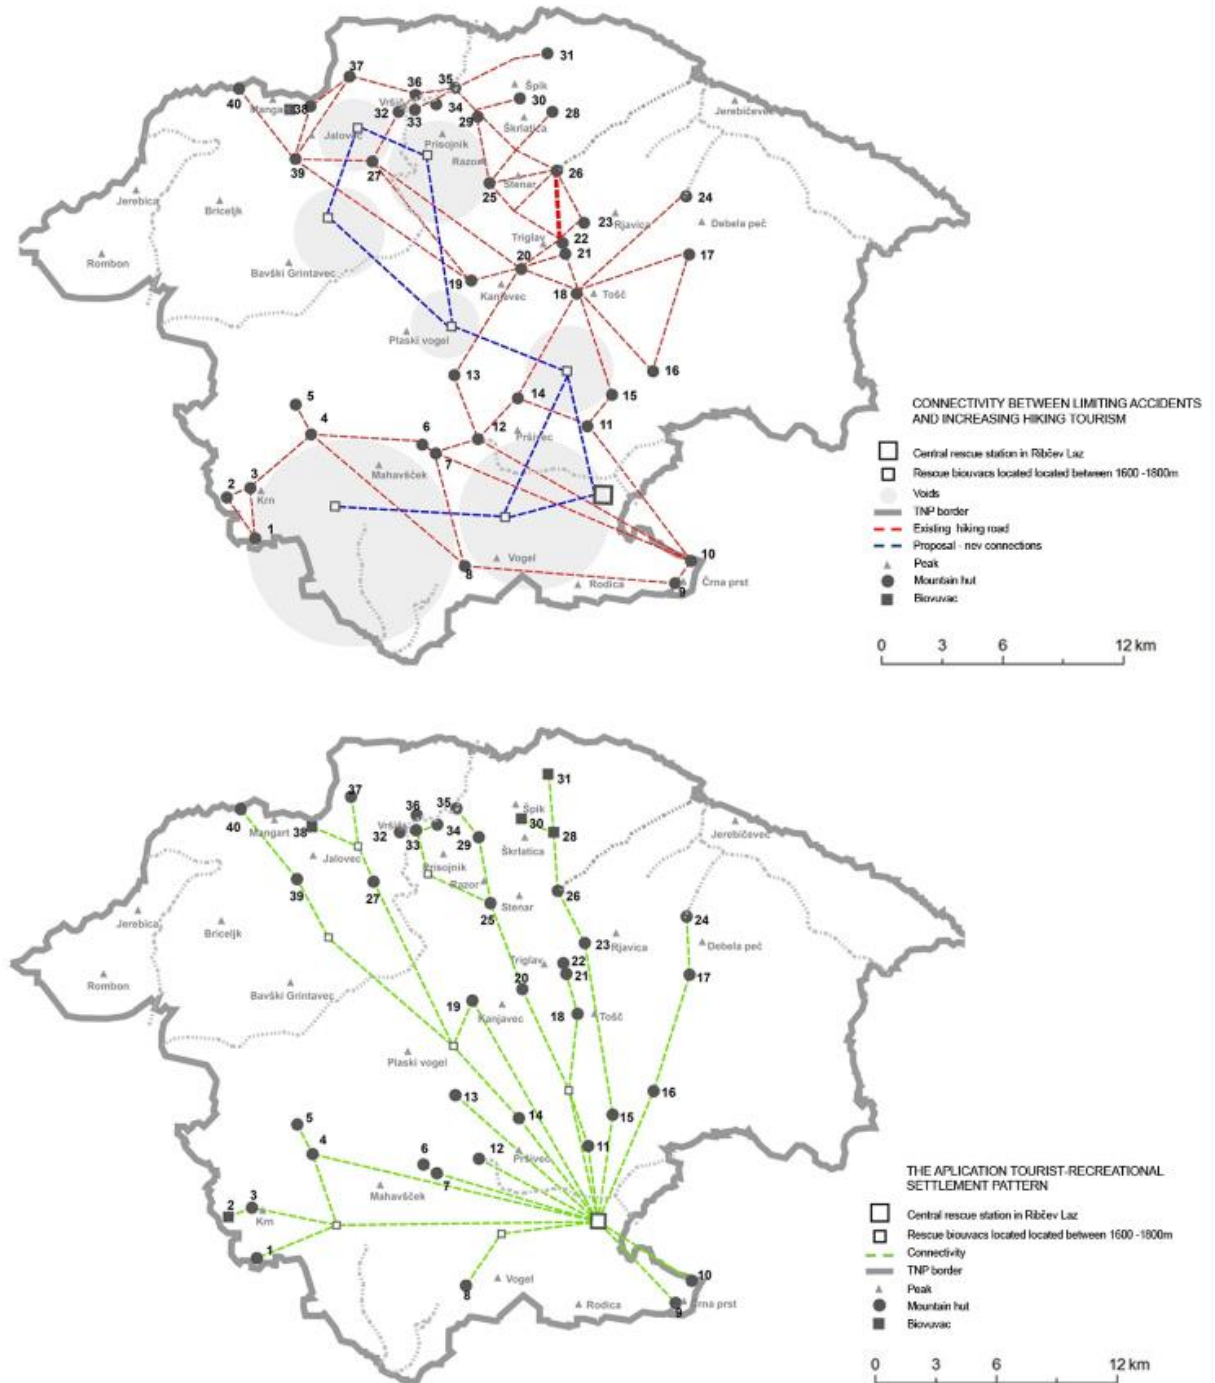 31
37
36
35
Špik
40
Mangart
38
Vršič
32
33
34
30
28
29
Škrlatica
Jerebičevec
Jalovec
Prisojnik
Razor
39
27
25
Stenar
26
24
Jerebica
Briceljk
23
Rjavica
Debela peč
Triglav
22
21
17
Rombon
Bavški Grintavec
20
19
Kanjevec
18
Tošč
Plaski vogel
13
16
5
14
15
4
6
12
Pršivec
11
7
Mahavšček
3
2
Krn
1
8
Vogel
10
Rodica
9
Črna prst
CONNECTIVITY BETWEEN LIMITING ACCIDENTS
AND INCREASING HIKING TOURISM
Central rescue station in Ribčev Laz
Rescue biouvacs located located between 1600 -1800m
Voids
TNP border
Existing hiking road
Proposal - nev connections
Peak
Mountain hut
Biovuvac
0 3 6 12 km
31
37
36
35
Špik
40
Mangart
38
Vršič
32
33
34
30
28
29
Škrlatica
Jerebičevec
Jalovec
Prisojnik
Razor
39
27
25
Stenar
26
24
Jerebica
Briceljk
23
Rjavica
Debela peč
Triglav
22
21
17
Rombon
Bavški Grintavec
20
19
Kanjavec
18
Tošč
Plaski vogel
13
16
5
14
15
4
6
12
Pršivec
11
7
Mahavšček
3
2
Krn
1
8
Vogel
10
Rodica
9
Črna prst
THE APLICATION TOURIST-RECREATIONAL
SETTLEMENT PATTERN
Central rescue station in Ribčev Laz
Rescue biouvacs located located between 1600 -1800m
Connectivity
TNP border
Peak
Mountain hut
Biovuvac
0 3 6 12 km